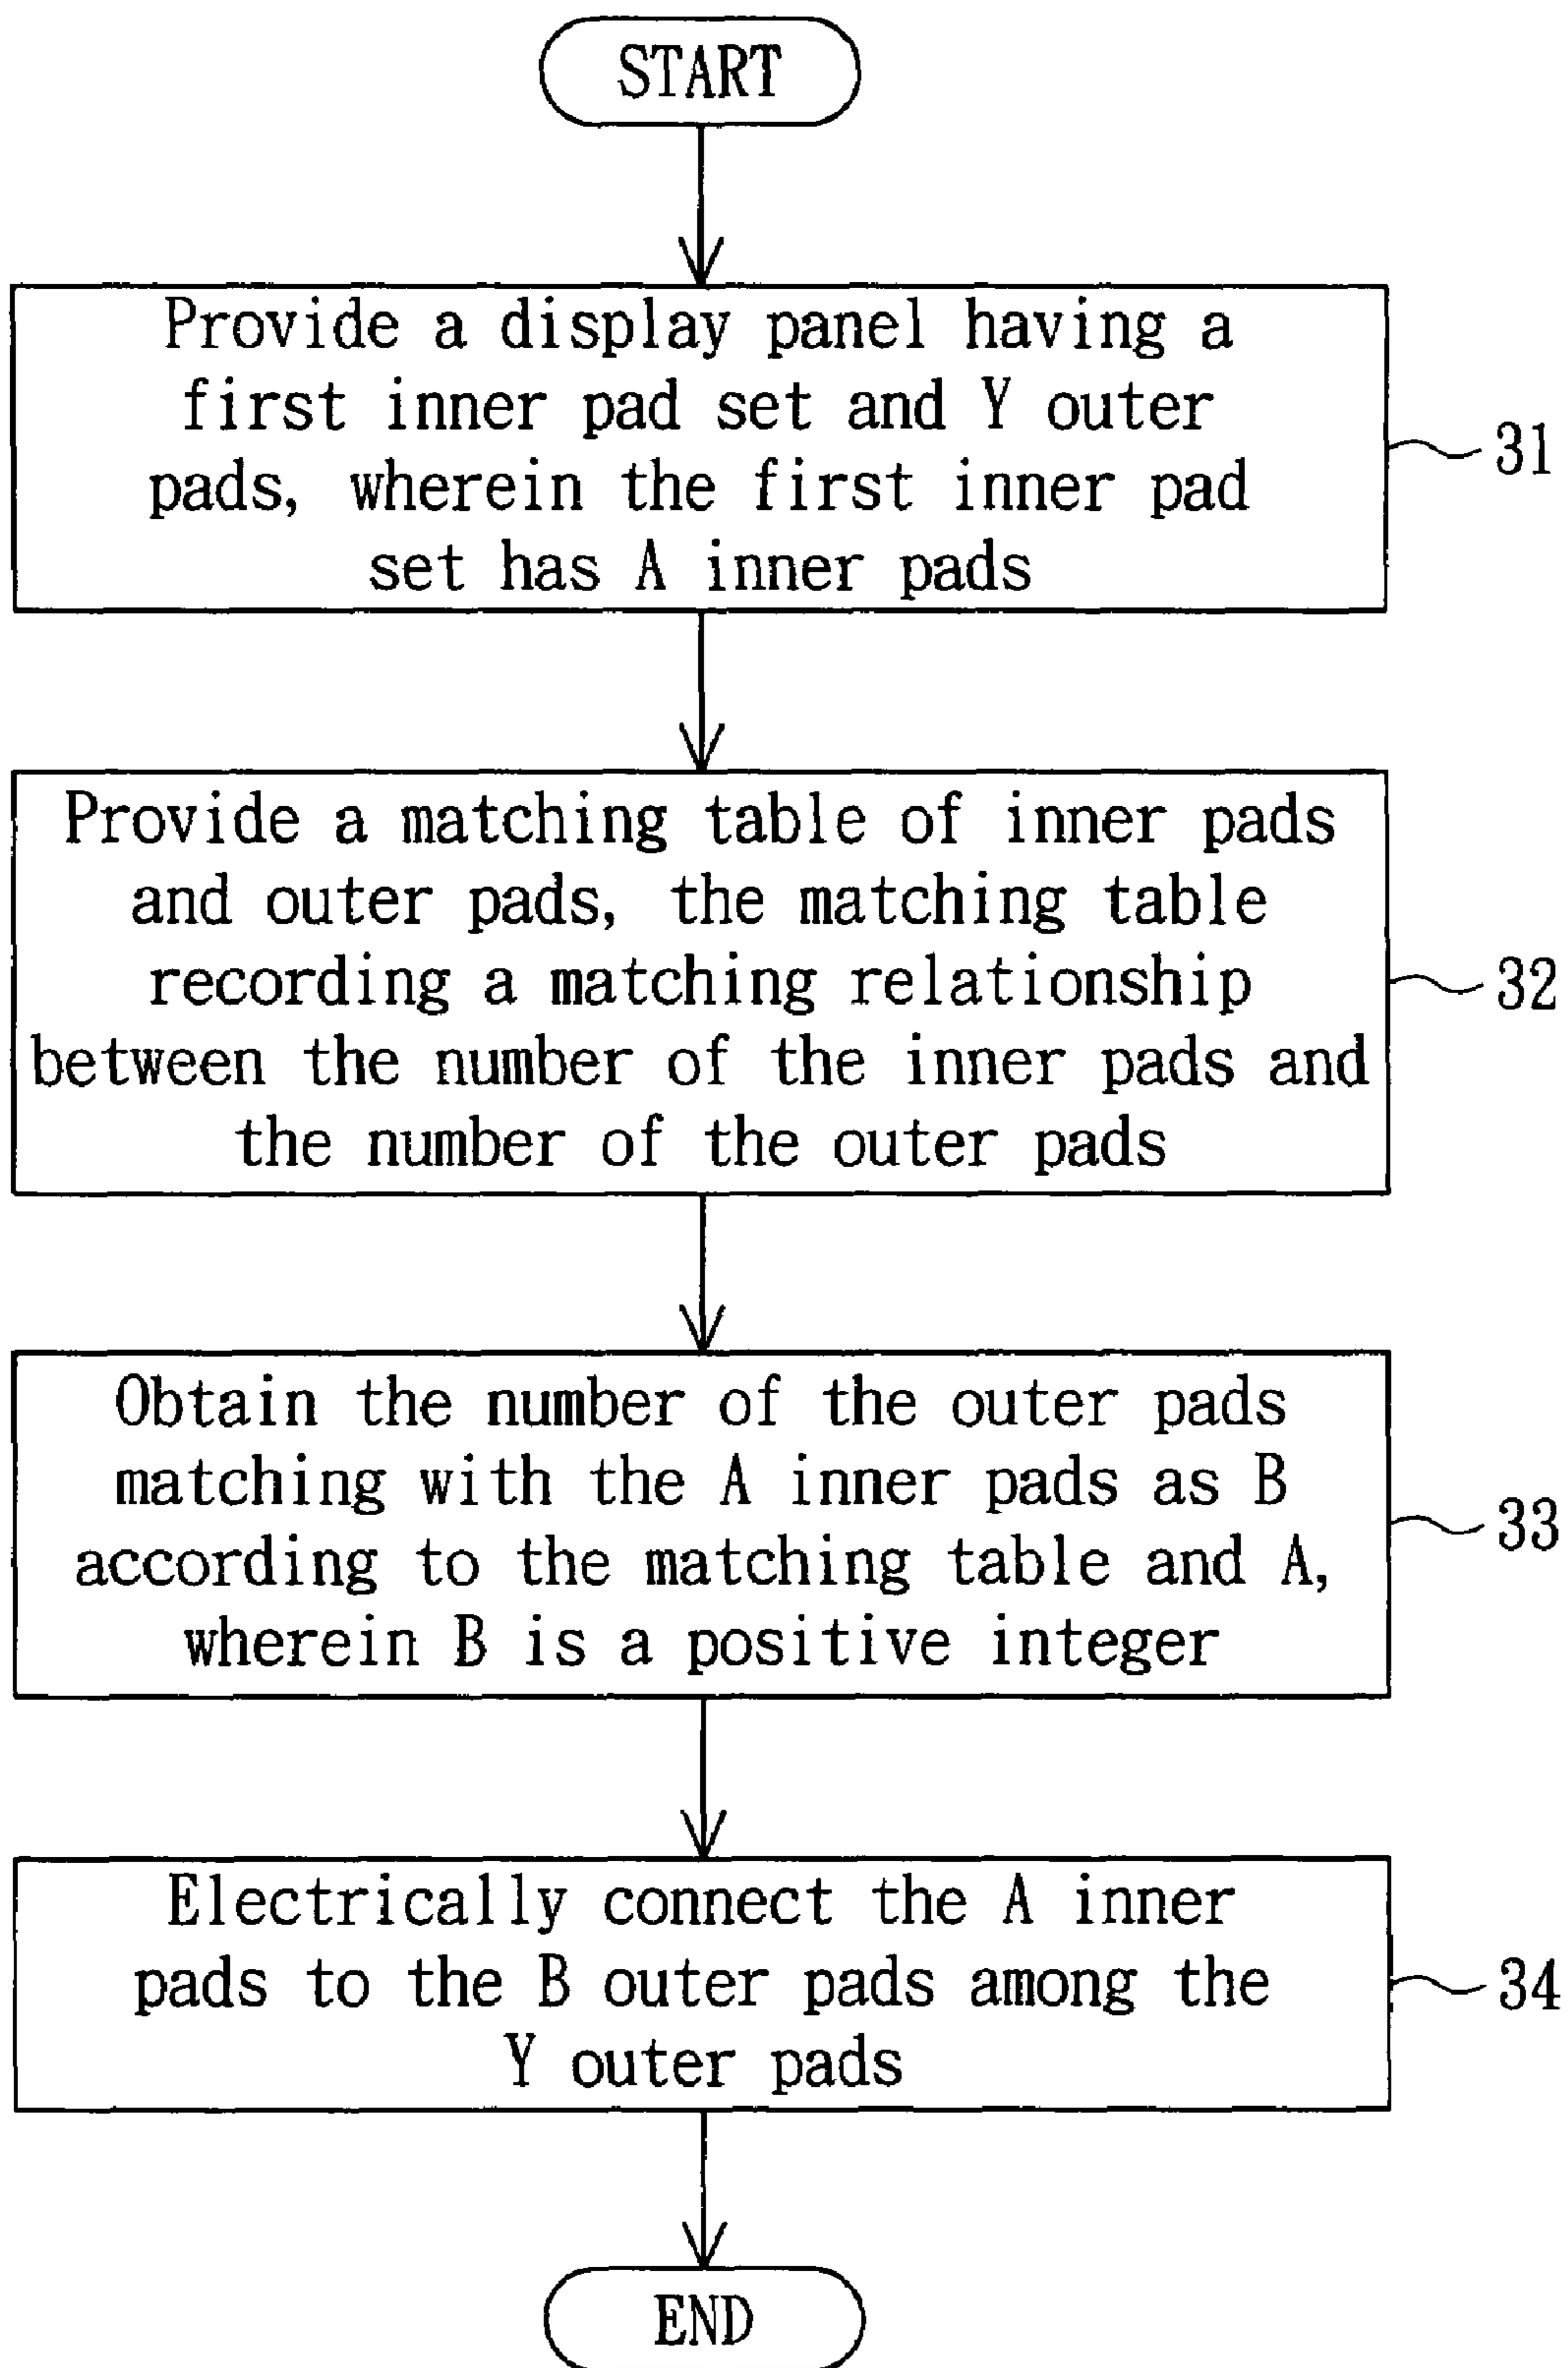 START
Provide a display panel having a
first inner pad set and Y outer
pads, wherein the first inner pad
set has A inner pads
31
Provide a matching table of inner pads
and outer pads, the matching table
recording a matching relationship
between the number of the inner pads and
the number of the outer pads
32
Obtain the number of the outer pads
matching with the A inner pads as B
according to the matching table and A,
wherein B is a positive integer
33
Electrically connect the A inner
pads to the B outer pads among the
Y outer pads
34
END